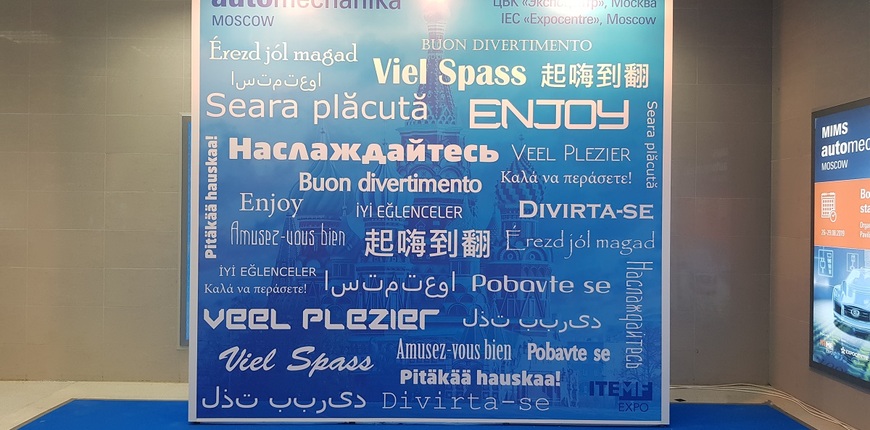 automechanika
MOSCOW
ЦВК «Экспоцентр», Москва
IEC «Expocentre», Moscow
Érezd jól magad
BUON DIVERTIMENTO
ا و ع ت م ت س ا
Viel Spass
起嗨到翻
Seara plăcută
ENJOY
Seara plăcută
Pitäkää hauskaa!
Наслаждайтесь
VEEL PLEZIER
Buon divertimento
Καλά να περάσετε!
Enjoy
İYİ EĞLENCELER
DIVIRTA-SE
Amusez-vous bien
起嗨到翻
Érezd jól magad
İYİ EĞLENCELER
Καλά να περάσετε!
ا و ع ت م ت س ا
Pobavte se
Наслаждайтесь
VEEL PLEZIER
د ی ر ب ب ت ذ ل
Viel Spass
Amusez-vous bien
Pobavte se
Pitäkää hauskaa!
د ی ر ب ب ت ذ ل
Divirta-se
ITEMF
EXPO
MIMS
MOSCOW